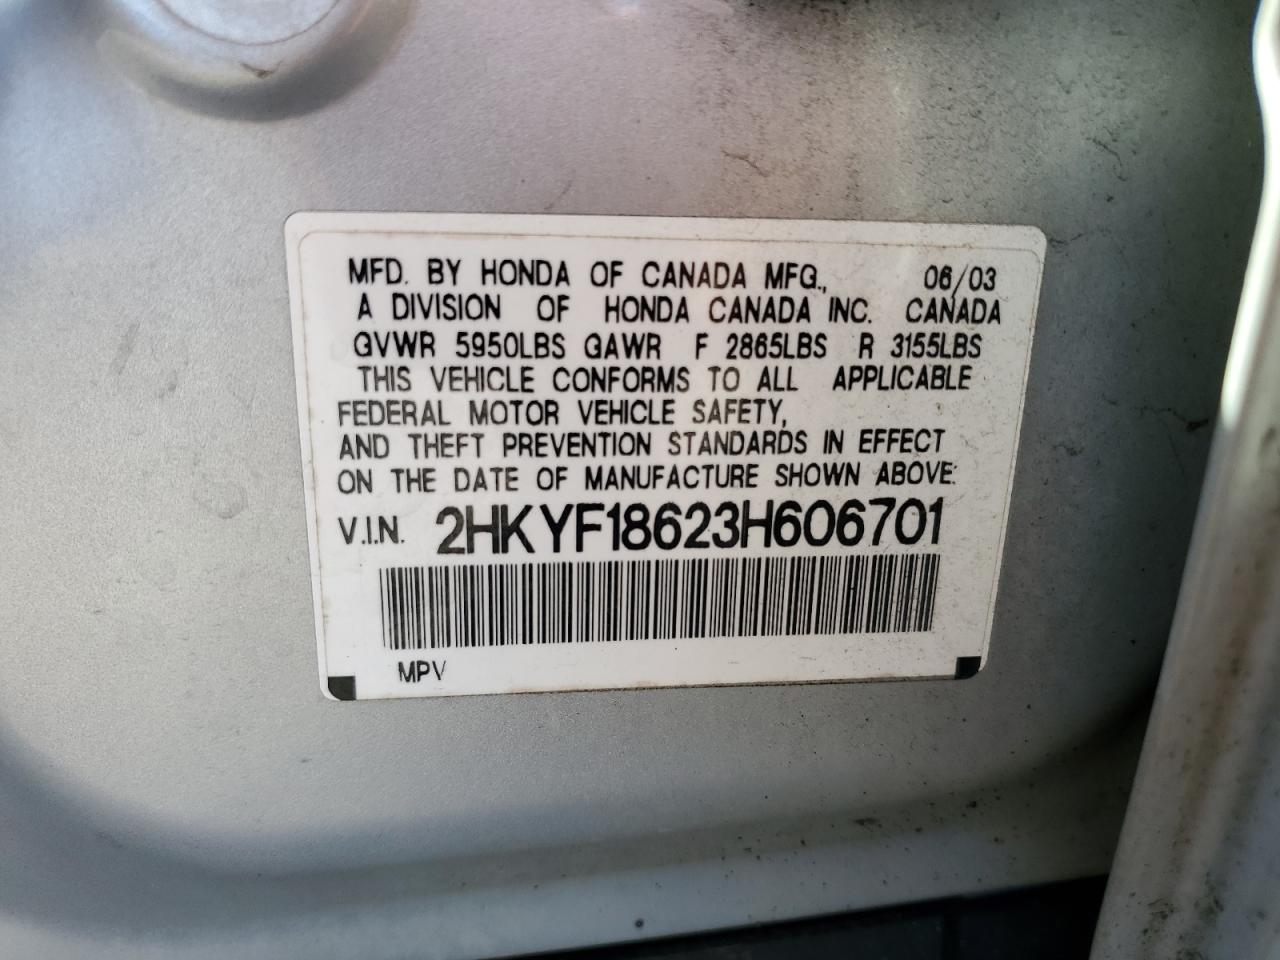 MFD. BY HONDA OF CANADA MFG., 06/03
A DIVISION OF HONDA CANADA INC. CANADA
GVWR 5950LBS GAWR F 2865LBS R 3155LBS
THIS VEHICLE CONFORMS TO ALL APPLICABLE
FEDERAL MOTOR VEHICLE SAFETY,
AND THEFT PREVENTION STANDARDS IN EFFECT
ON THE DATE OF MANUFACTURE SHOWN ABOVE:
V.I.N. 2HKYF18623H606701
MPV